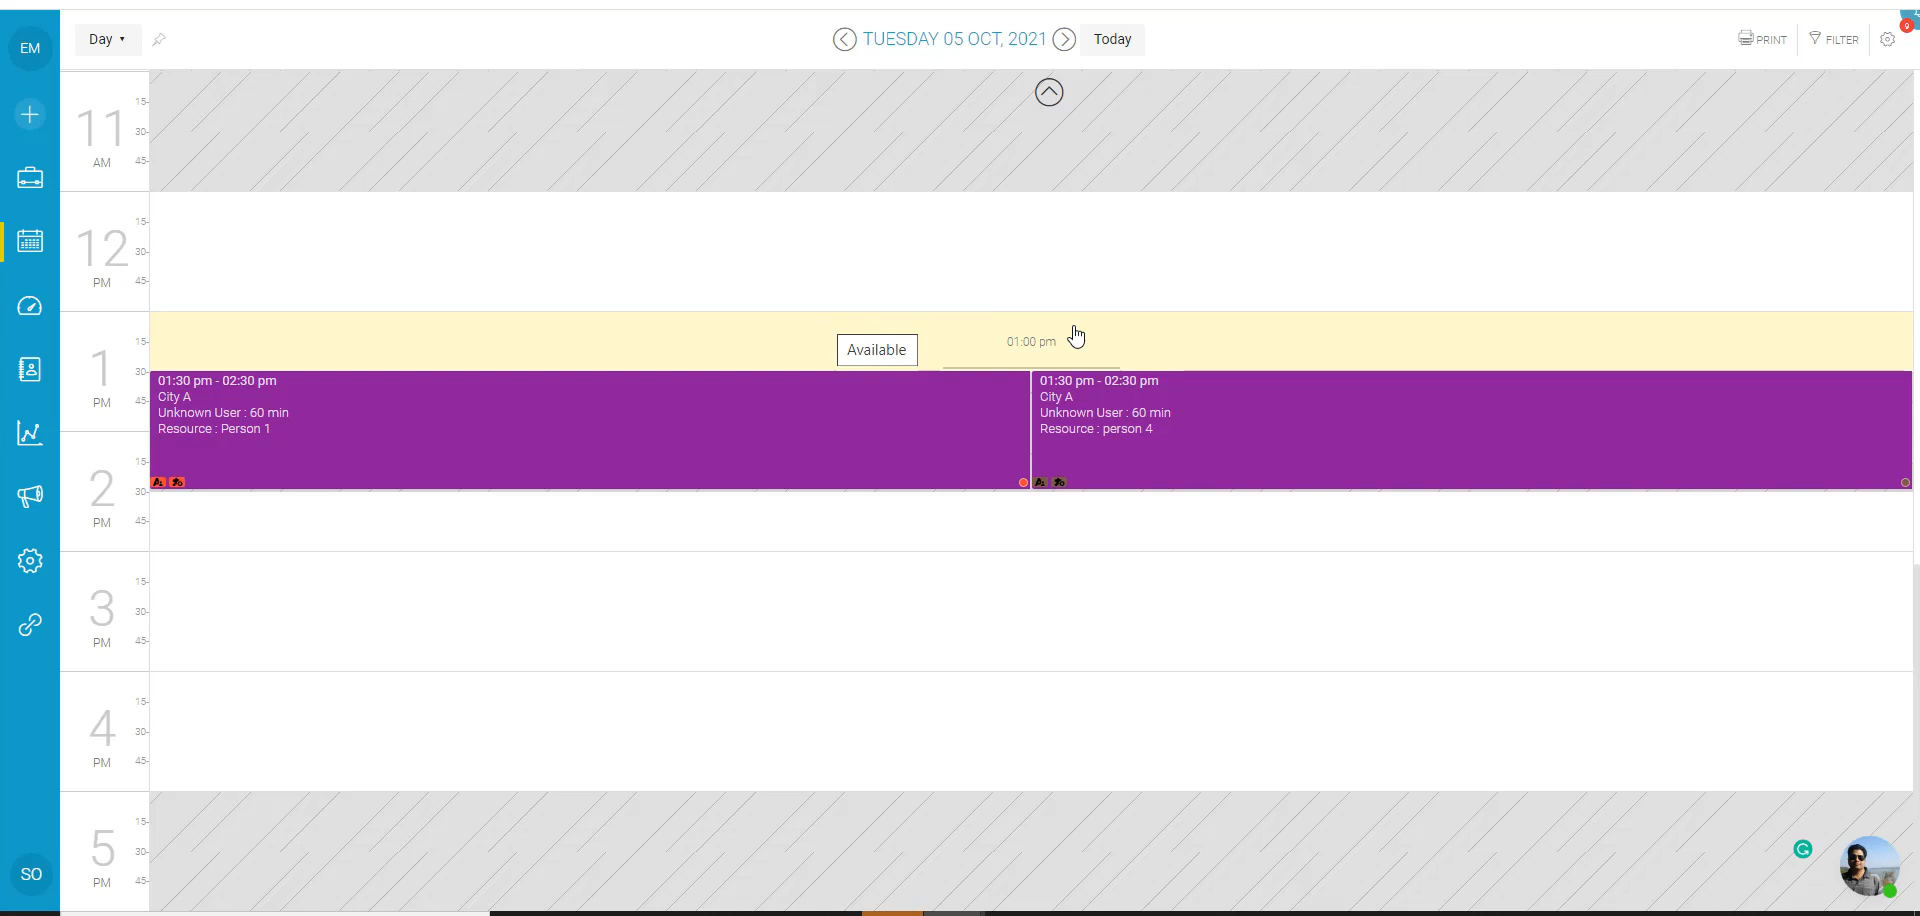 EM
Day
TUESDAY 05 OCT, 2021
Today
PRINT
FILTER
9
11
AM
15
30
45
12
PM
15
30
45
1
PM
15
30
45
Available
01:00 pm
01:30 pm - 02:30 pm
City A
Unknown User : 60 min
Resource : Person 1
01:30 pm - 02:30 pm
City A
Unknown User : 60 min
Resource : person 4
2
PM
15
30
45
3
PM
15
30
45
4
PM
15
30
45
5
PM
15
30
45
SO